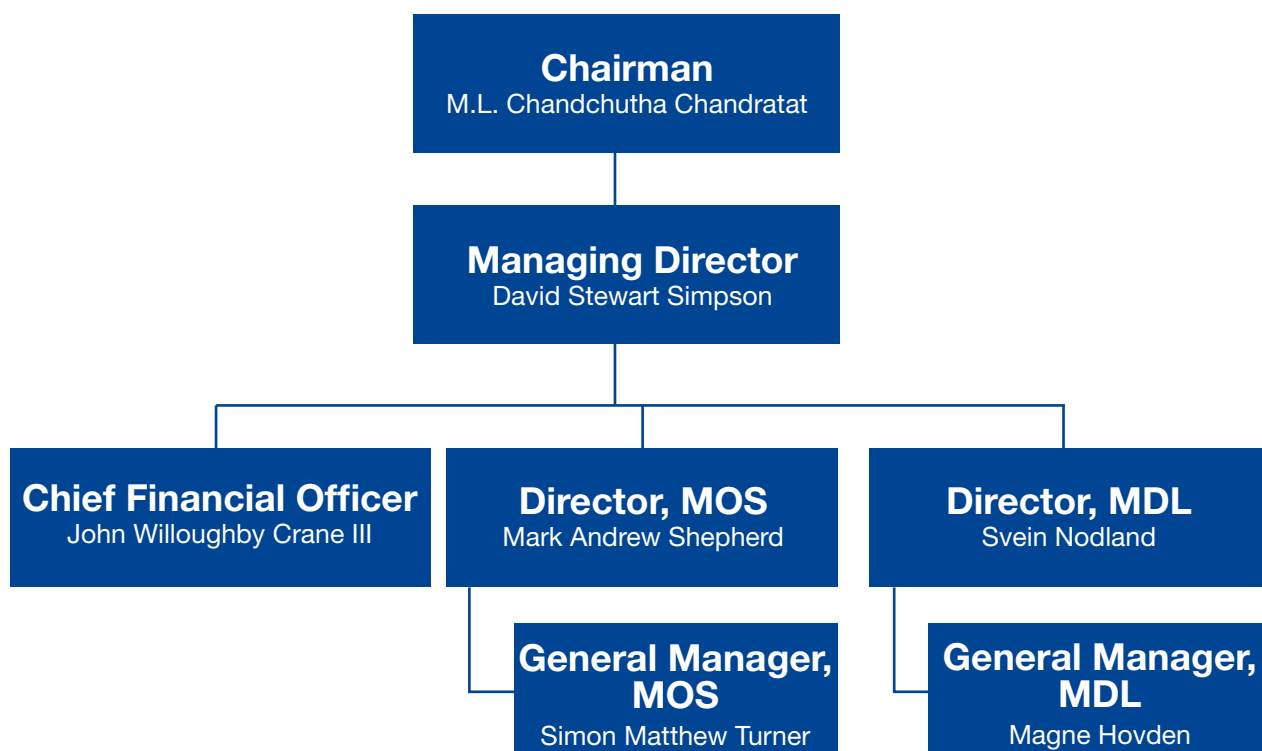 Chairman
M.L. Chandchutha Chandratat
Managing Director
David Stewart Simpson
Chief Financial Officer
John Willoughby Crane III
Director, MOS
Mark Andrew Shepherd
Director, MDL
Svein Nodland
General Manager,
MOS
Simon Matthew Turner
General Manager,
MDL
Magne Hovden